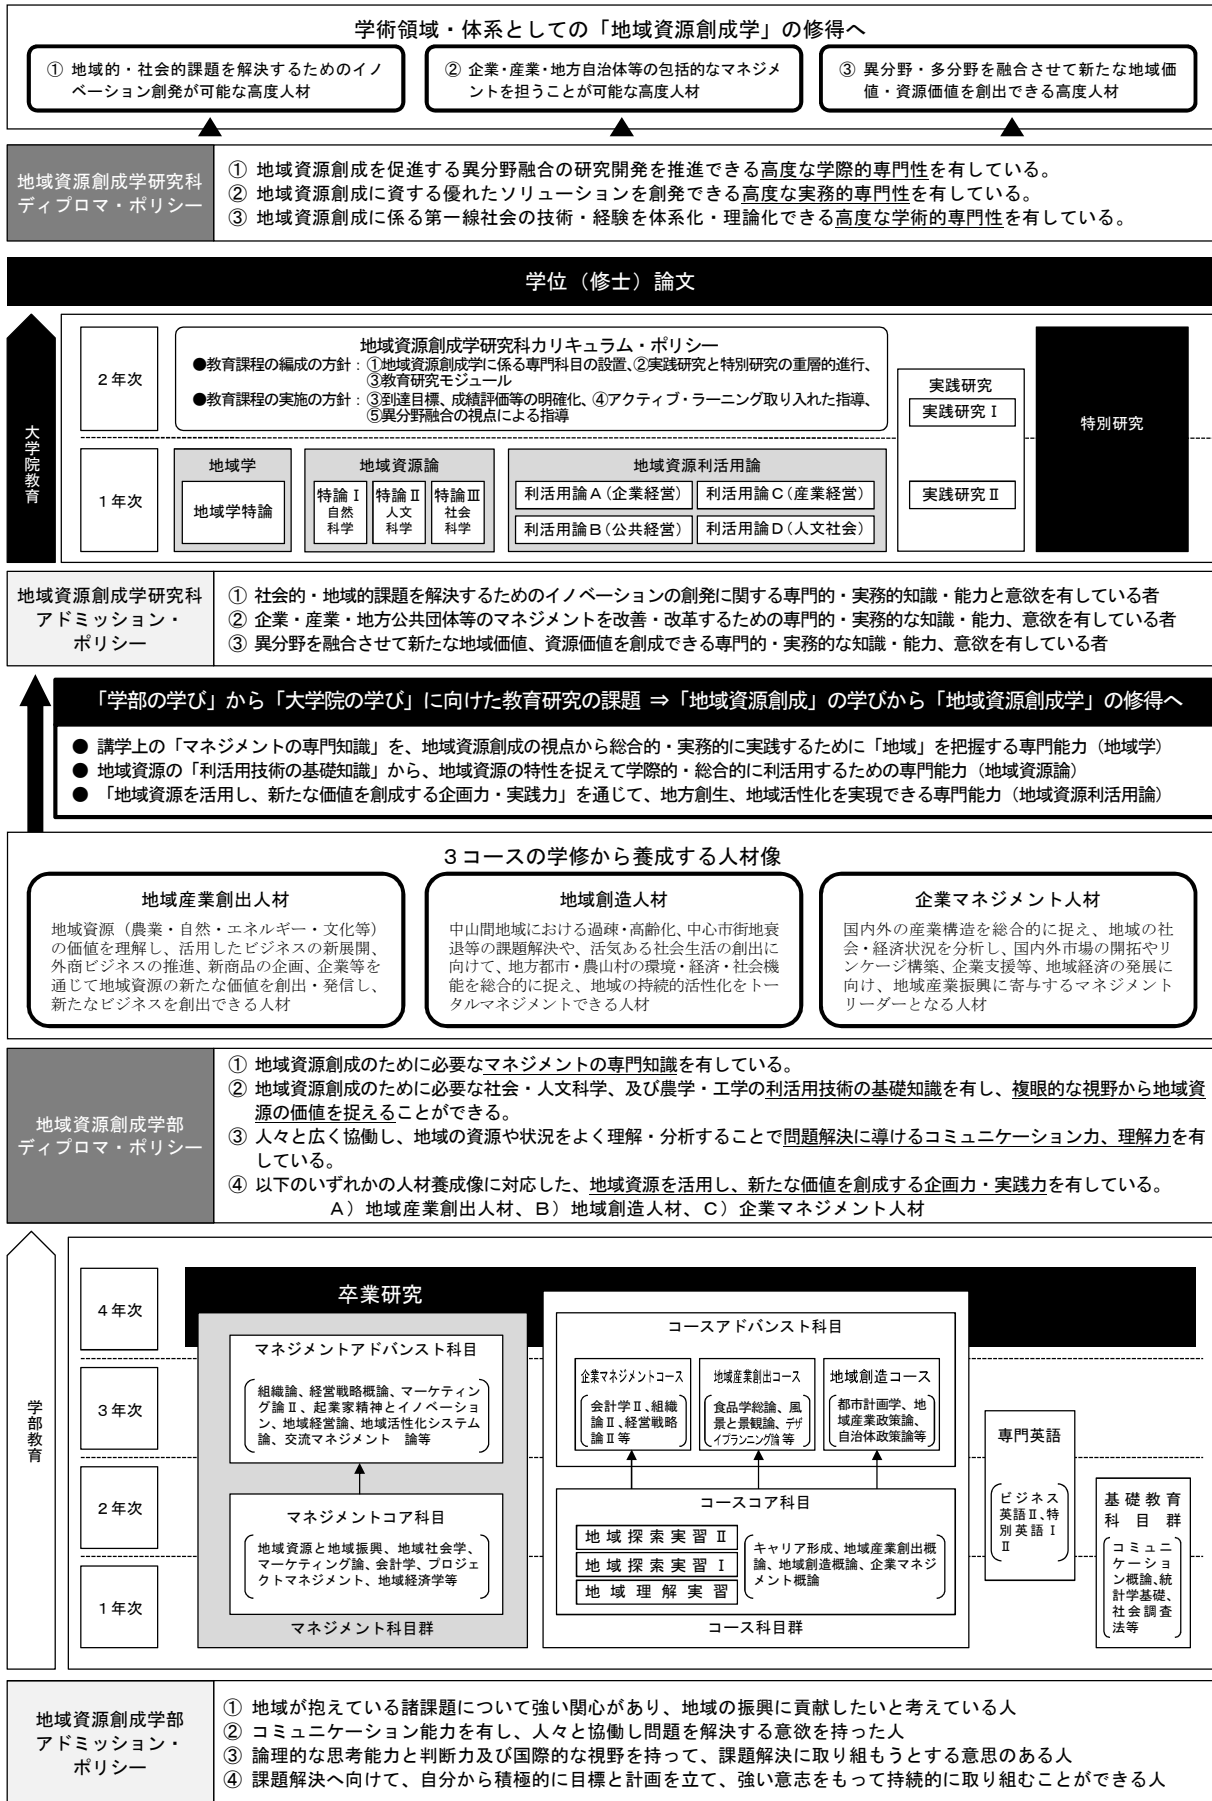 学術領域・体系としての「地域資源創成学」の修得へ
① 地域的・社会的課題を解決するためのイノ
ベーション創発が可能な高度人材
② 企業・産業・地方自治体等の包括的なマネジメ
ントを担うことが可能な高度人材
③ 異分野・多分野を融合させて新たな地域価
値・資源価値を創出できる高度人材
地域資源創成学研究科
ディプロマ・ポリシー
① 地域資源創成を促進する異分野融合の研究開発を推進できる高度な学際的専門性を有している。
② 地域資源創成に資する優れたソリューションを創発できる高度な実務的専門性を有している。
③ 地域資源創成に係る第一線社会の技術・経験を体系化・理論化できる高度な学術的専門性を有している。
学位（修士）論文
大学院教育
2年次
地域資源創成学研究科カリキュラム・ポリシー
●教育課程の編成の方針：①地域資源創成学に係る専門科目の設置、②実践研究と特別研究の重層的進行、
③教育研究モジュール
●教育課程の実施の方針：③到達目標、成績評価等の明確化、④アクティブ・ラーニング取り入れた指導、
⑤異分野融合の視点による指導
実践研究
実践研究Ⅰ
特別研究
1年次
地域学
地域学特論
地域資源論
特論Ⅰ
自然
科学
特論Ⅱ
人文
科学
特論Ⅲ
社会
科学
地域資源利活用論
利活用論A(企業経営)
利活用論C(産業経営)
利活用論B(公共経営)
利活用論D(人文社会)
実践研究Ⅱ
地域資源創成学研究科
アドミッション・
ポリシー
① 社会的・地域的課題を解決するためのイノベーションの創発に関する専門的・実務的知識・能力と意欲を有している者
② 企業・産業・地方公共団体等のマネジメントを改善・改革するための専門的・実務的な知識・能力、意欲を有している者
③ 異分野を融合させて新たな地域価値、資源価値を創成できる専門的・実務的な知識・能力、意欲を有している者
「学部の学び」から「大学院の学び」に向けた教育研究の課題 ⇒「地域資源創成」の学びから「地域資源創成学」の修得へ
● 講学上の「マネジメントの専門知識」を、地域資源創成の視点から総合的・実務的に実践するために「地域」を把握する専門能力（地域学）
● 地域資源の「利活用技術の基礎知識」から、地域資源の特性を捉えて学際的・総合的に利活用するための専門能力（地域資源論）
● 「地域資源を活用し、新たな価値を創成する企画力・実践力」を通じて、地方創生、地域活性化を実現できる専門能力（地域資源利活用論）
3コースの学修から養成する人材像
地域産業創出人材
地域資源（農業・自然・エネルギー・文化等）
の価値を理解し、活用したビジネスの新展開、
外商ビジネスの推進、新商品の企画、企業等を
通じて地域資源の新たな価値を創出・発信し、
新たなビジネスを創出できる人材
地域創造人材
中山間地域における過疎・高齢化、中心市街地衰
退等の課題解決や、活気ある社会生活の創出に
向けて、地方都市・農山村の環境・経済・社会機
能を総合的に捉え、地域の持続的活性化をトー
タルマネジメントできる人材
企業マネジメント人材
国内外の産業構造を総合的に捉え、地域の社
会・経済状況を分析し、国内外市場の開拓やリ
ンケージ構築、企業支援等、地域経済の発展に
向け、地域産業振興に寄与するマネジメント
リーダーとなる人材
地域資源創成学部
ディプロマ・ポリシー
① 地域資源創成のために必要なマネジメントの専門知識を有している。
② 地域資源創成のために必要な社会・人文科学、及び農学・工学の利活用技術の基礎知識を有し、複眼的な視野から地域資
源の価値を捉えることができる。
③ 人々と広く協働し、地域の資源や状況をよく理解・分析することで問題解決に導けるコミュニケーション力、理解力を有
している。
④ 以下のいずれかの人材養成像に対応した、地域資源を活用し、新たな価値を創成する企画力・実践力を有している。
A）地域産業創出人材、B）地域創造人材、C）企業マネジメント人材
学部教育
4年次
3年次
2年次
1年次
卒業研究
マネジメントアドバンスト科目
組織論、経営戦略概論、マーケティン
グ論Ⅱ、起業家精神とイノベーショ
ン、地域経営論、地域活性化システム
論、交流マネジメント 論等
マネジメントコア科目
地域資源と地域振興、地域社会学、
マーケティング論、会計学、プロジェ
クトマネジメント、地域経済学等
マネジメント科目群
コースアドバンスト科目
企業マネジメントコース
会計学Ⅱ、組織
論Ⅱ、経営戦略
論Ⅱ等
地域産業創出コース
食品学総論、風
景と景観論、デザ
イプランニング論等
地域創造コース
都市計画学、地
域産業政策論、
自治体政策論等
コースコア科目
地域探索実習Ⅱ
地域探索実習Ⅰ
地域理解実習
キャリア形成、地域産業創出概
論、地域創造概論、企業マネジ
メント概論
コース科目群
専門英語
ビジネス
英語Ⅱ、特
別英語Ⅰ
Ⅱ
基礎教育
科目群
コミュニ
ケーショ
ン概論、統
計学基礎、
社会調査
法等
地域資源創成学部
アドミッション・
ポリシー
① 地域が抱えている諸課題について強い関心があり、地域の振興に貢献したいと考えている人
② コミュニケーション能力を有し、人々と協働し問題を解決する意欲を持った人
③ 論理的な思考能力と判断力及び国際的な視野を持って、課題解決に取り組もうとする意思のある人
④ 課題解決へ向けて、自分から積極的に目標と計画を立て、強い意志をもって持続的に取り組むことができる人